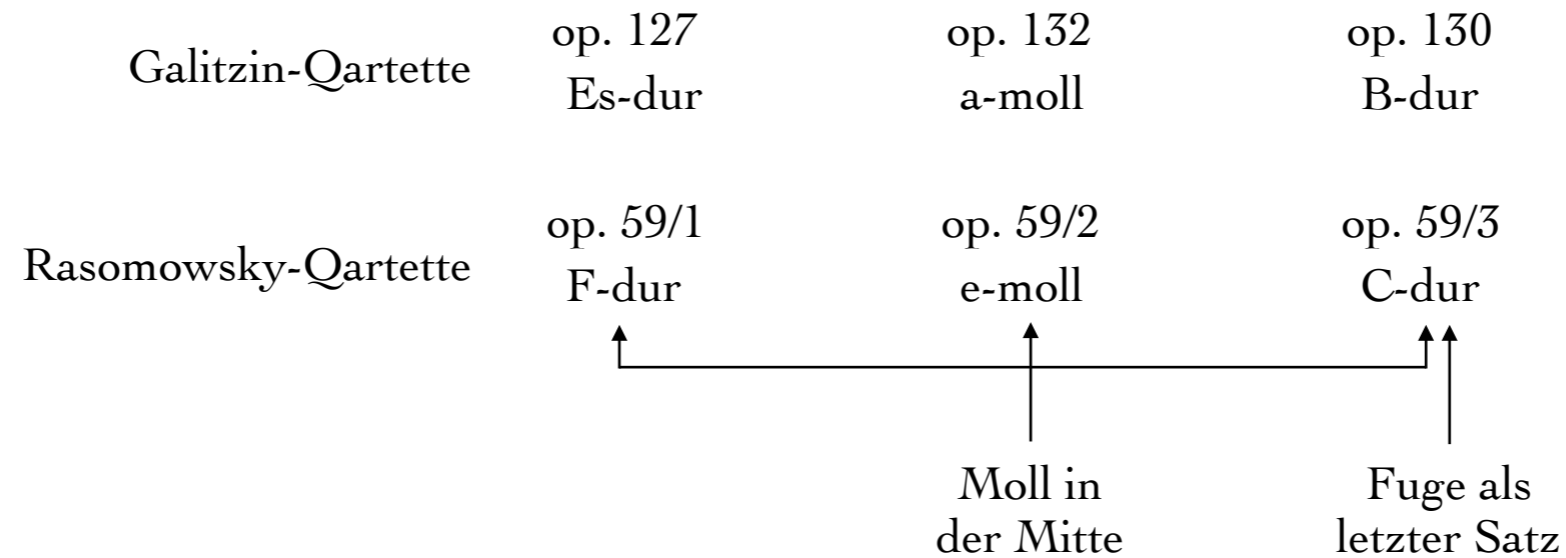 Galitzin-Qartette
op. 127
Es-dur
op. 132
a-moll
op. 130
B-dur
Rasomowsky-Qartette
op. 59/1
F-dur
op. 59/2
e-moll
op. 59/3
C-dur
Moll in
der Mitte
Fuge als
letzter Satz